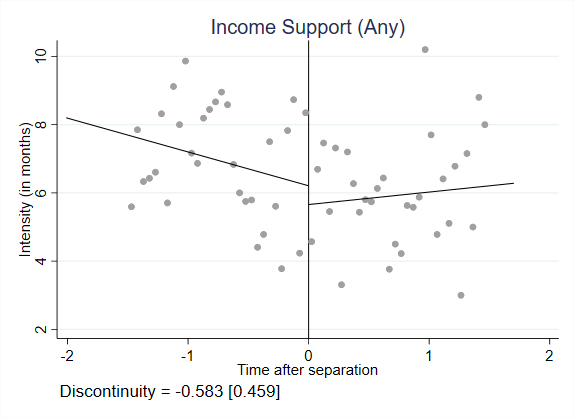 Income Support (Any)
Intensity (in months)
10
8
6
4
2
-2 -1 0 1 2
Time after separation
Discontinuity = -0.583 [0.459]